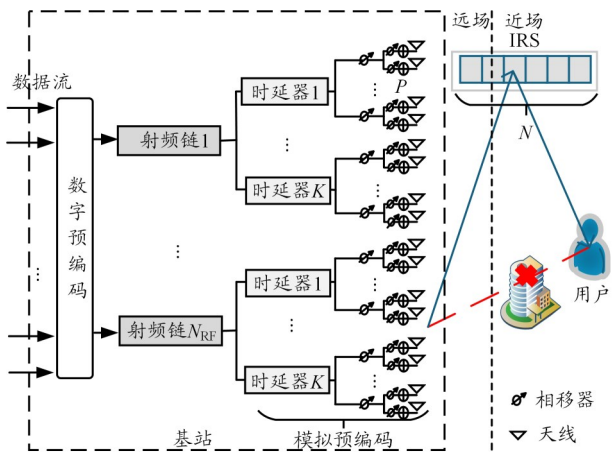 远场
近场
IRS
数据流
时延器1
P
射频链1
N
时延器K
数字预编码
时延器1
用户
射频链N_RF
时延器K
相移器
基站
模拟预编码
天线